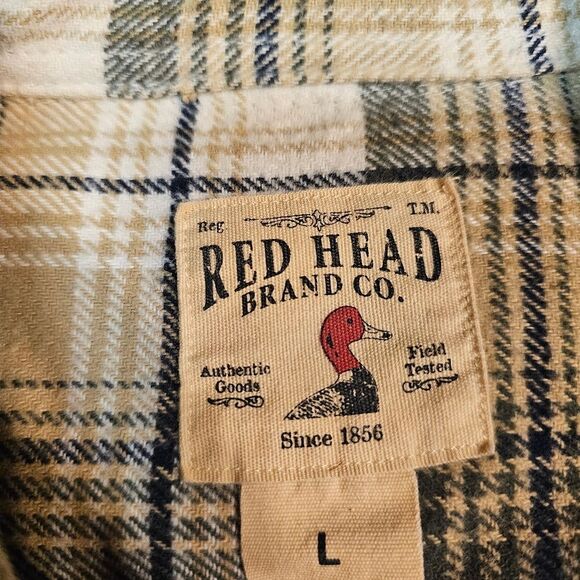 Reg. T.M.
RED HEAD
BRAND CO.
Authentic
Goods
Field
Tested
Since 1856
L